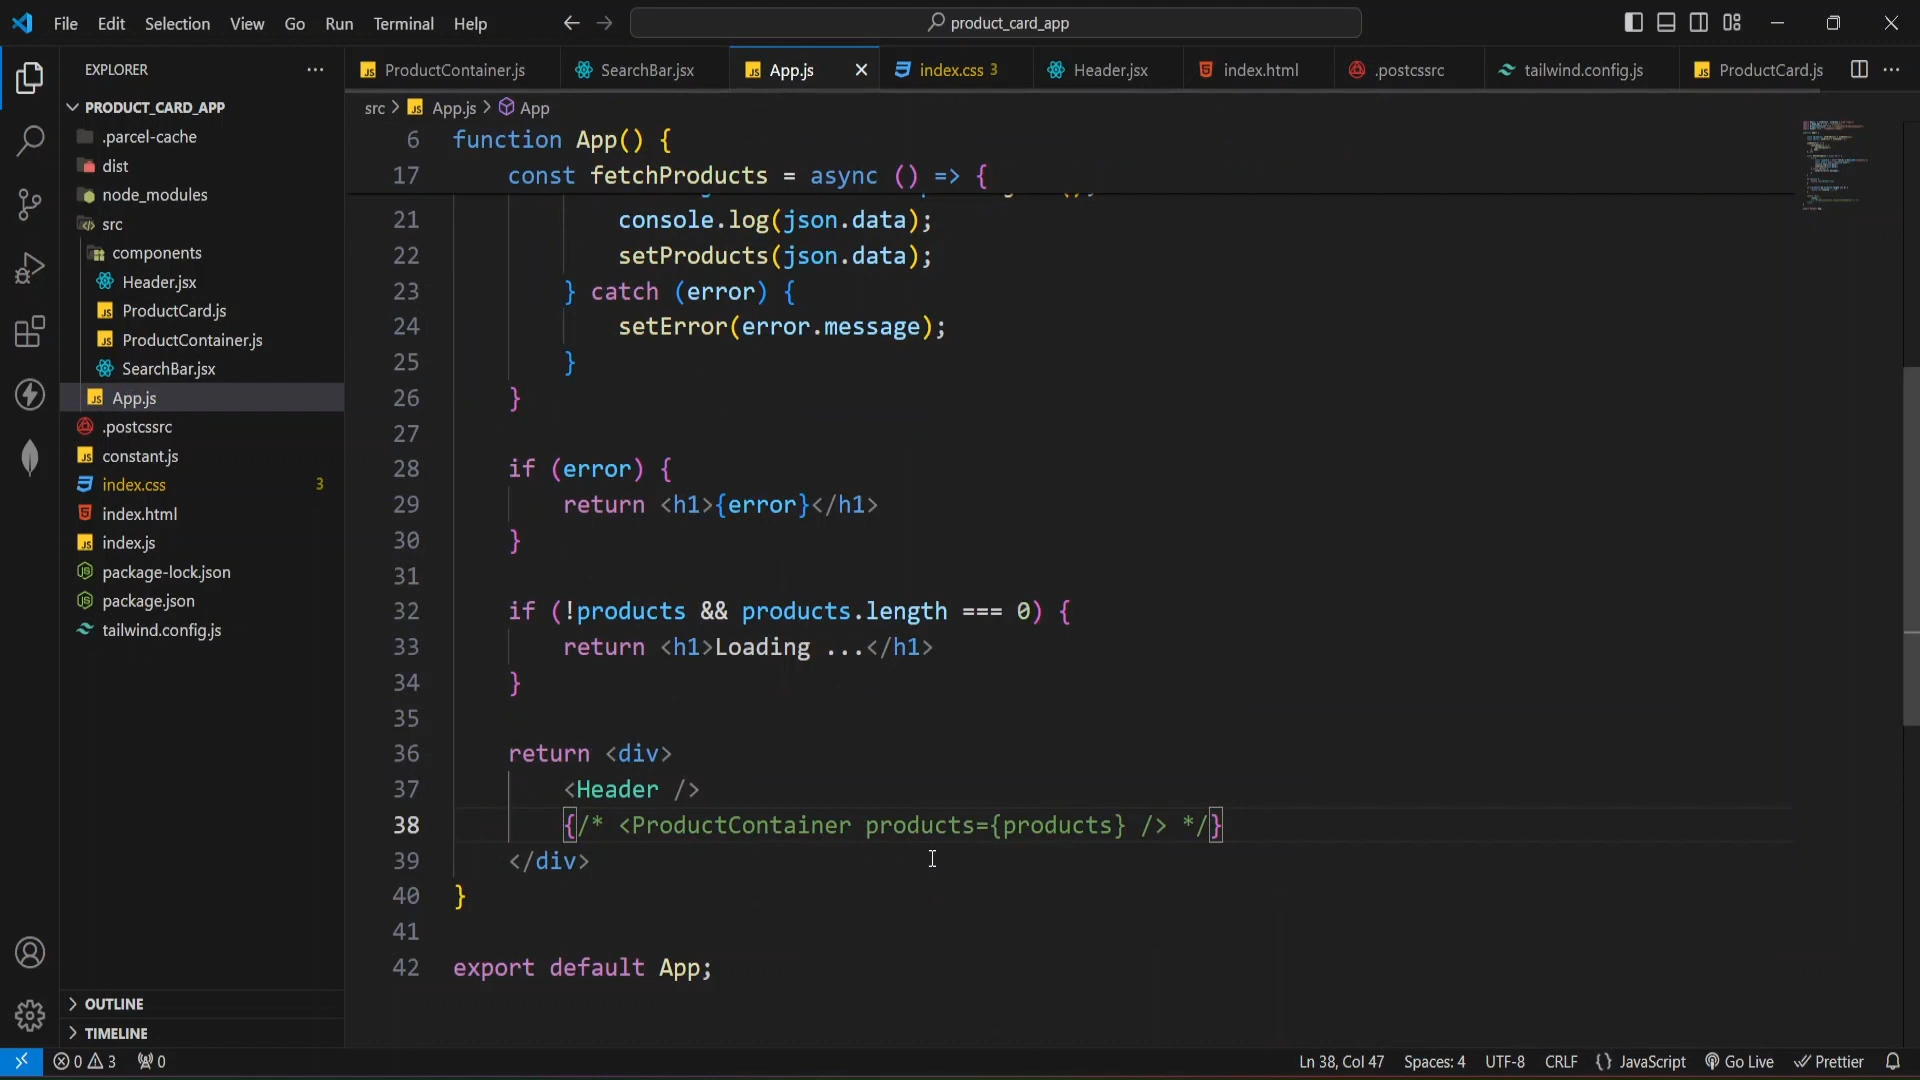 File Edit Selection View Go Run Terminal Help
product_card_app
EXPLORER
PRODUCT_CARD_APP
.parcel-cache
dist
node_modules
src
components
Header.jsx
ProductCard.js
ProductContainer.js
SearchBar.jsx
App.js
.postcssrc
constant.js
index.css 3
index.html
index.js
package-lock.json
package.json
tailwind.config.js
OUTLINE
TIMELINE
ProductContainer.js SearchBar.jsx App.js index.css 3 Header.jsx index.html .postcssrc tailwind.config.js ProductCard.js
src > App.js > App
6 function App() {
17 const fetchProducts = async () => {
21 console.log(json.data);
22 setProducts(json.data);
23 } catch (error) {
24 setError(error.message);
25 }
26 }
27
28 if (error) {
29 return <h1>{error}</h1>
30 }
31
32 if (!products && products.length === 0) {
33 return <h1>Loading ...</h1>
34 }
35
36 return <div>
37 <Header />
38 {/* <ProductContainer products={products} /> */}
39 </div>
40 }
41
42 export default App;
0 3 0
Ln 38, Col 47 Spaces: 4 UTF-8 CRLF {} JavaScript Go Live Prettier